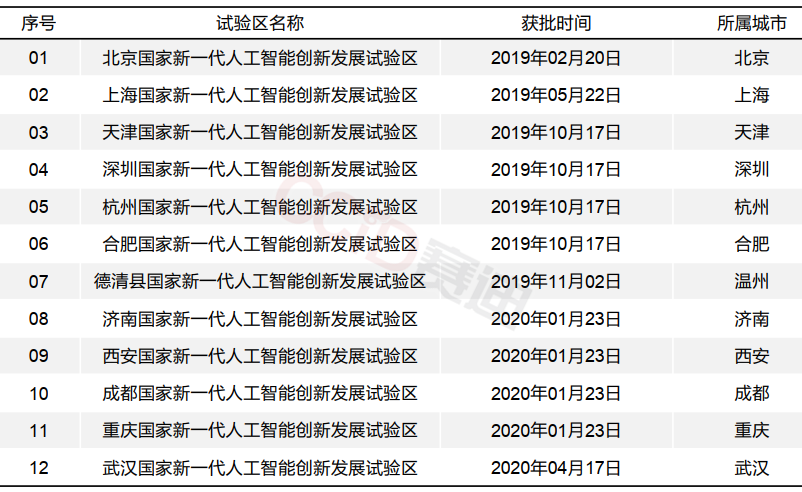 序号 试验区名称 获批时间 所属城市
01 北京国家新一代人工智能创新发展试验区 2019年02月20日 北京
02 上海国家新一代人工智能创新发展试验区 2019年05月22日 上海
03 天津国家新一代人工智能创新发展试验区 2019年10月17日 天津
04 深圳国家新一代人工智能创新发展试验区 2019年10月17日 深圳
05 杭州国家新一代人工智能创新发展试验区 2019年10月17日 杭州
06 合肥国家新一代人工智能创新发展试验区 2019年10月17日 合肥
07 德清县国家新一代人工智能创新发展试验区 2019年11月02日 温州
08 济南国家新一代人工智能创新发展试验区 2020年01月23日 济南
09 西安国家新一代人工智能创新发展试验区 2020年01月23日 西安
10 成都国家新一代人工智能创新发展试验区 2020年01月23日 成都
11 重庆国家新一代人工智能创新发展试验区 2020年01月23日 重庆
12 武汉国家新一代人工智能创新发展试验区 2020年04月17日 武汉
CCiD赛迪